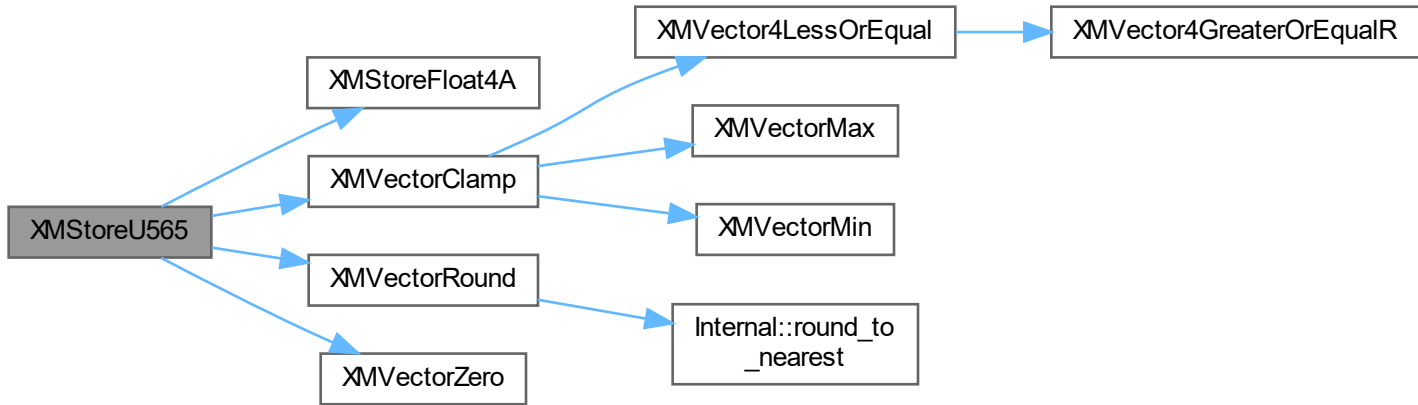 XMVector4LessOrEqual
XMVector4GreaterOrEqualR
XMStoreFloat4A
XMVectorMax
XMVectorClamp
XMStoreU565
XMVectorMin
XMVectorRound
Internal::round_to
_nearest
XMVectorZero